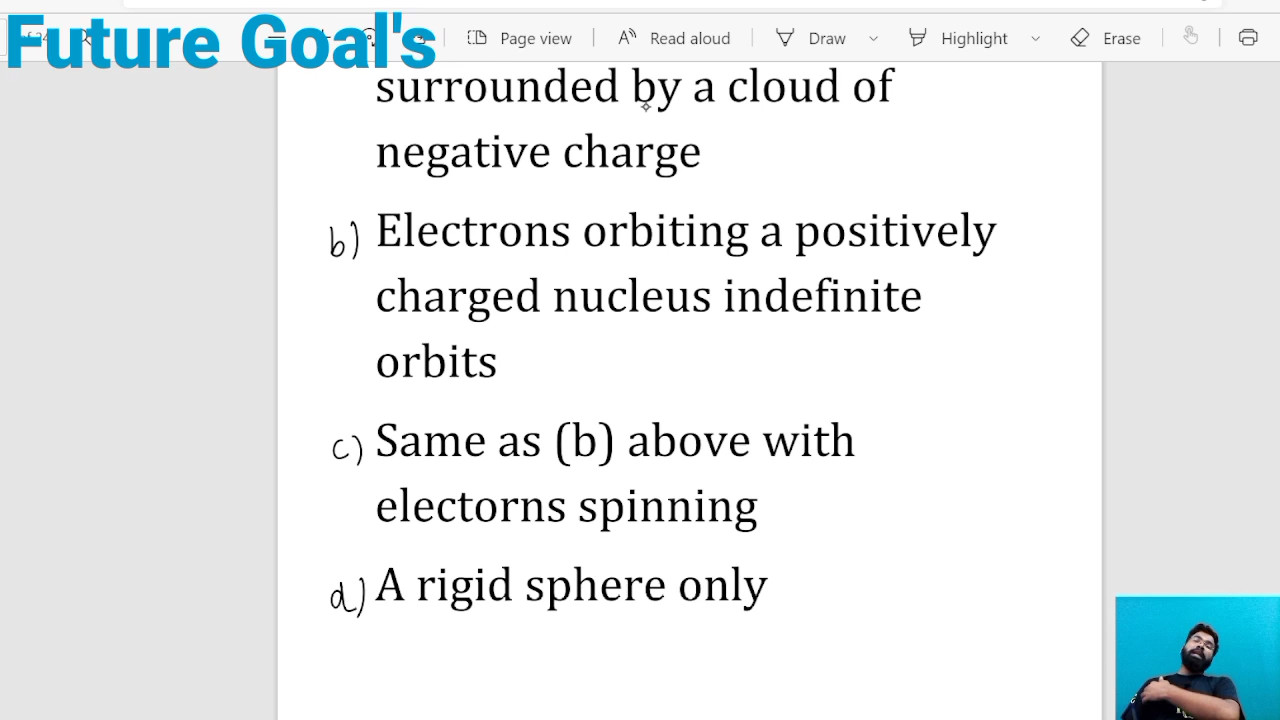 Future Goal's
Page view
Read aloud
Draw
Highlight
Erase
surrounded by a cloud of
negative charge
b) Electrons orbiting a positively
charged nucleus indefinite
orbits
c) Same as (b) above with
electorns spinning
d) A rigid sphere only